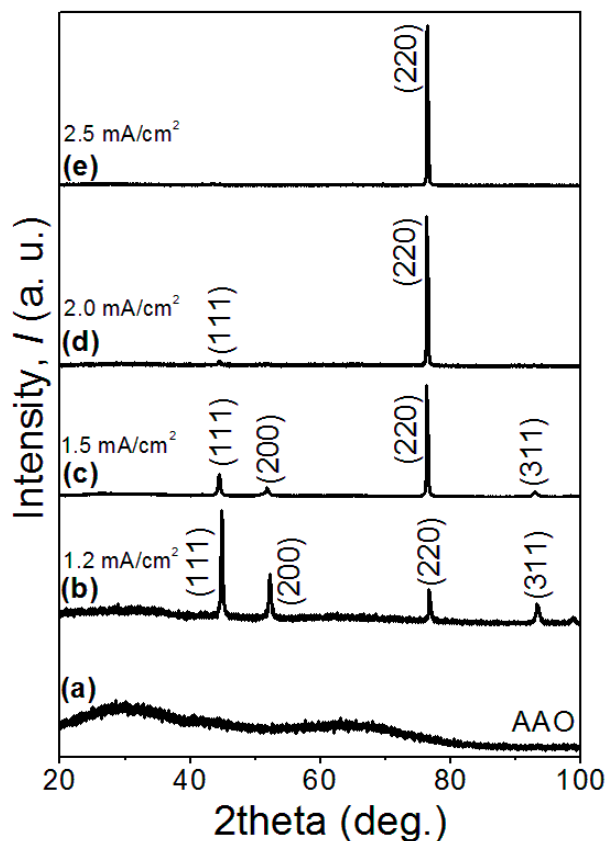 (220)
2.5 mA/cm²
(e)
(220)
2.0 mA/cm²
(111)
(d)
(220)
1.5 mA/cm²
(111)
(200)
(311)
(c)
1.2 mA/cm²
(111)
(200)
(220)
(311)
(b)
(a)
AAO
20 40 60 80 100
2theta (deg.)
Intensity, I (a. u.)